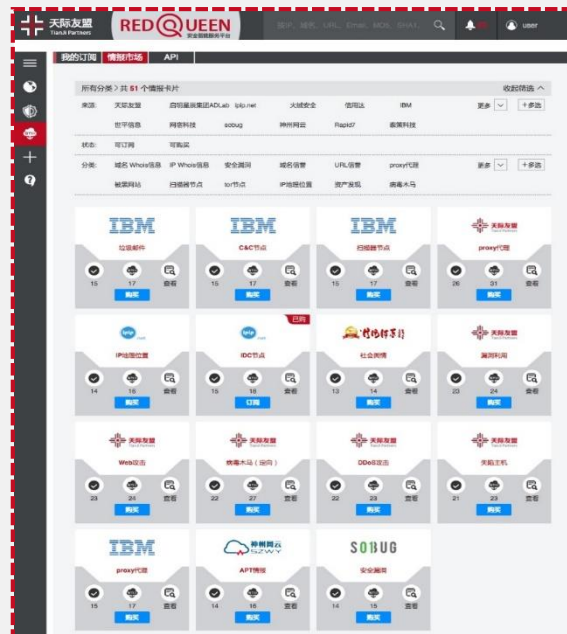 天际友盟
TianJi Partners
RED QUEEN
安全智能服务平台
user
我的订阅 情报市场 API
所有分类 > 共 51 个情报卡片 收起筛选
来源: 天际友盟 启明星辰集团ADLab ipip.net 火绒安全 信用达 IBM 更多 +多选
世平信息 网宿科技 sobug 神州网云 Rapid7
状态: 可订阅 可购买
分类: 域名 Whois信息 IP Whois信息 安全漏洞 域名信誉 URL信誉 proxy代理 更多 +多选
被黑网站 扫描器节点 tor节点 IP地理位置 资产发现 病毒木马
IBM IBM IBM 天际友盟
垃圾邮件 C&C节点 扫描器节点 proxy代理
15 17 查看 15 17 查看 15 17 查看 26 31 查看
购买 购买 购买 购买
已购
ipip ipip 天际友盟
IP地理位置 IDC节点 社会舆情 漏洞利用
14 16 查看 15 18 查看 13 14 查看 23 24 查看
购买 订阅 购买 购买
天际友盟 天际友盟 天际友盟 天际友盟
Web攻击 病毒木马（逆向） DDoS攻击 失陷主机
23 24 查看 22 27 查看 22 23 查看 21 23 查看
购买 购买 购买 购买
IBM 神州网云 SOBUG
SZWY
proxy代理 APT情报 安全漏洞
15 17 查看 14 16 查看 14 15 查看
购买 购买 购买